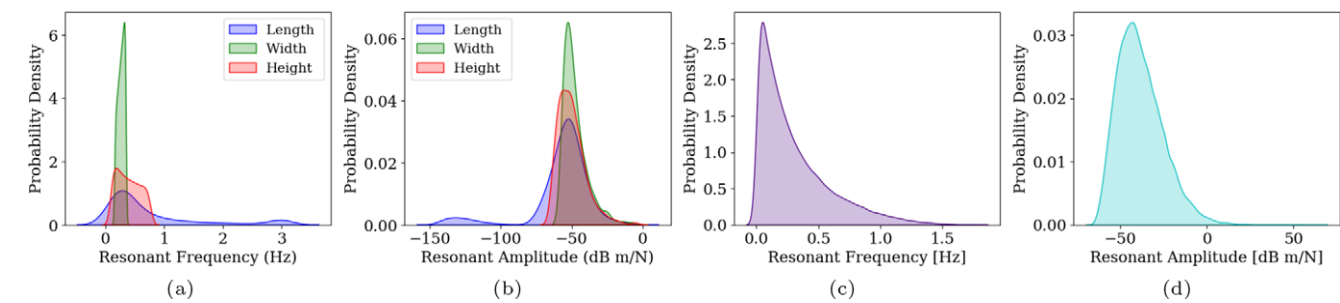 Probability Density
6
4
2
0
Length
Width
Height
0 1 2 3
Resonant Frequency (Hz)
(a)
Probability Density
0.06
0.04
0.02
0.00
Length
Width
Height
−150 −100 −50 0
Resonant Amplitude (dB m/N)
(b)
Probability Density
2.5
2.0
1.5
1.0
0.5
0.0
0.0 0.5 1.0 1.5
Resonant Frequency [Hz]
(c)
Probability Density
0.03
0.02
0.01
0.00
−50 0 50
Resonant Amplitude [dB m/N]
(d)